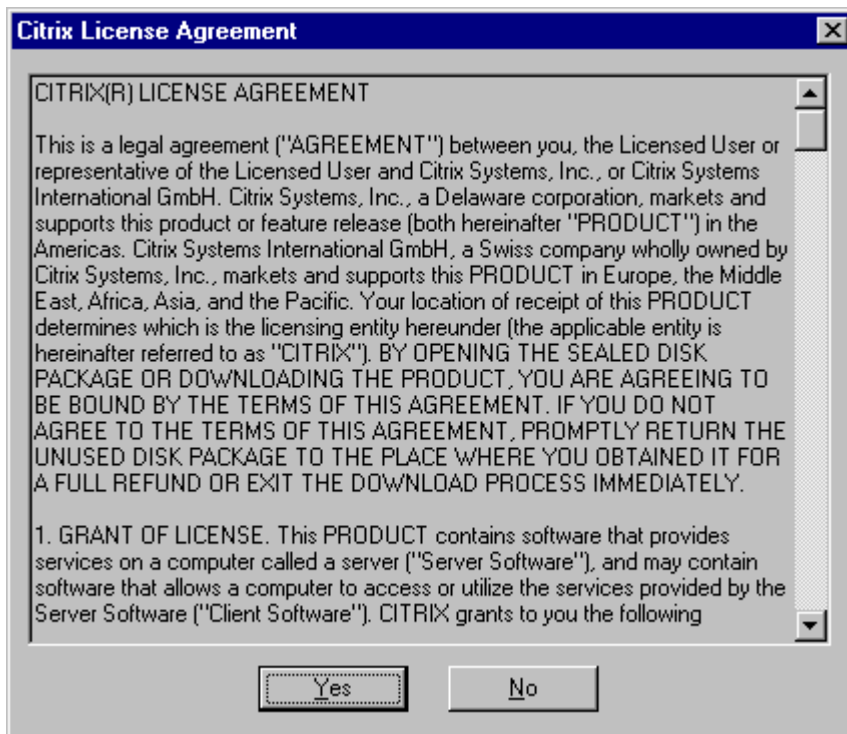 Citrix License Agreement
CITRIX(R) LICENSE AGREEMENT
This is a legal agreement ("AGREEMENT") between you, the Licensed User or
representative of the Licensed User and Citrix Systems, Inc., or Citrix Systems
International GmbH. Citrix Systems, Inc., a Delaware corporation, markets and
supports this product or feature release (both hereinafter "PRODUCT") in the
Americas. Citrix Systems International GmbH, a Swiss company wholly owned by
Citrix Systems, Inc., markets and supports this PRODUCT in Europe, the Middle
East, Africa, Asia, and the Pacific. Your location of receipt of this PRODUCT
determines which is the licensing entity hereunder (the applicable entity is
hereinafter referred to as "CITRIX"). BY OPENING THE SEALED DISK
PACKAGE OR DOWNLOADING THE PRODUCT, YOU ARE AGREEING TO
BE BOUND BY THE TERMS OF THIS AGREEMENT. IF YOU DO NOT
AGREE TO THE TERMS OF THIS AGREEMENT, PROMPTLY RETURN THE
UNUSED DISK PACKAGE TO THE PLACE WHERE YOU OBTAINED IT FOR
A FULL REFUND OR EXIT THE DOWNLOAD PROCESS IMMEDIATELY.
1. GRANT OF LICENSE. This PRODUCT contains software that provides
services on a computer called a server ("Server Software"), and may contain
software that allows a computer to access or utilize the services provided by the
Server Software ("Client Software"). CITRIX grants to you the following
Yes
No